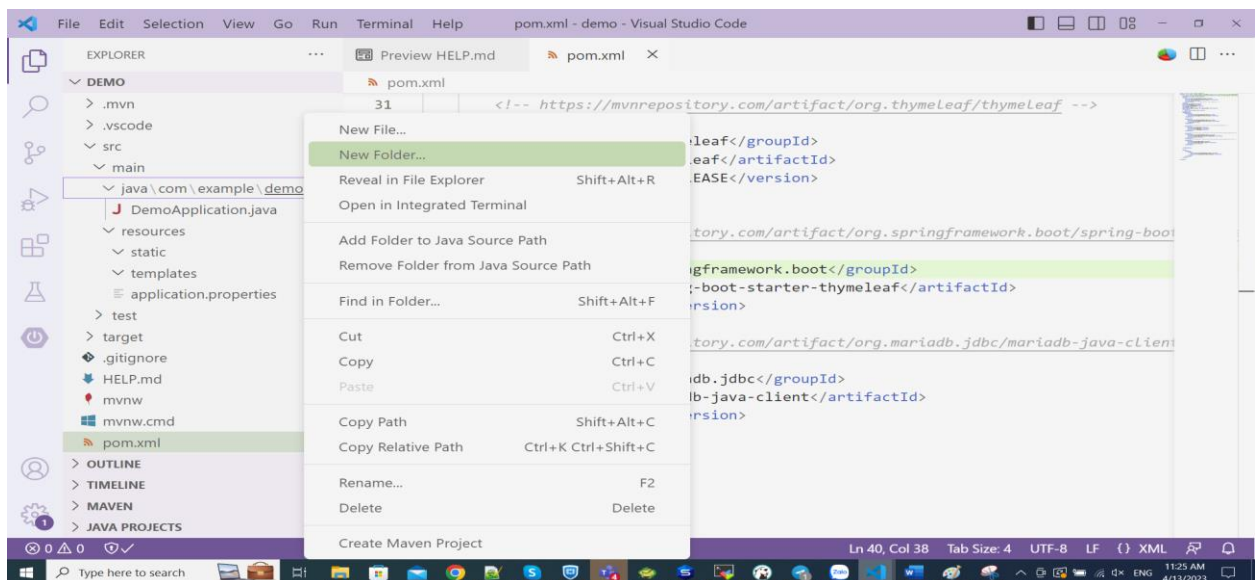 File Edit Selection View Go Run Terminal Help pom.xml - demo - Visual Studio Code
EXPLORER
Preview HELP.md
pom.xml
DEMO
pom.xml
.mvn
31 <!-- https://mvnrepository.com/artifact/org.thymeleaf/thymeleaf -->
.vscode
New File...
leaf</groupId>
src
New Folder...
eaf</artifactId>
main
Reveal in File Explorer Shift+Alt+R
EASE</version>
java\com\example\demo
Open in Integrated Terminal
DemoApplication.java
resources
Add Folder to Java Source Path
tory.com/artifact/org.springframework.boot/spring-boot
static
Remove Folder from Java Source Path
gframework.boot</groupId>
templates
-boot-starter-thymeleaf</artifactId>
application.properties
Find in Folder... Shift+Alt+F
rsion>
test
target
Cut Ctrl+X
tory.com/artifact/org.mariadb.jdbc/mariadb-java-client
.gitignore
Copy Ctrl+C
HELP.md
Paste Ctrl+V
db.jdbc</groupId>
mvnw
b-java-client</artifactId>
mvnw.cmd
Copy Path Shift+Alt+C
rsion>
pom.xml
Copy Relative Path Ctrl+K Ctrl+Shift+C
OUTLINE
TIMELINE
Rename... F2
MAVEN
Delete Delete
1
JAVA PROJECTS
Create Maven Project
0 0
Ln 40, Col 38 Tab Size: 4 UTF-8 LF {} XML
Type here to search
ENG
11:25 AM
4/13/2023